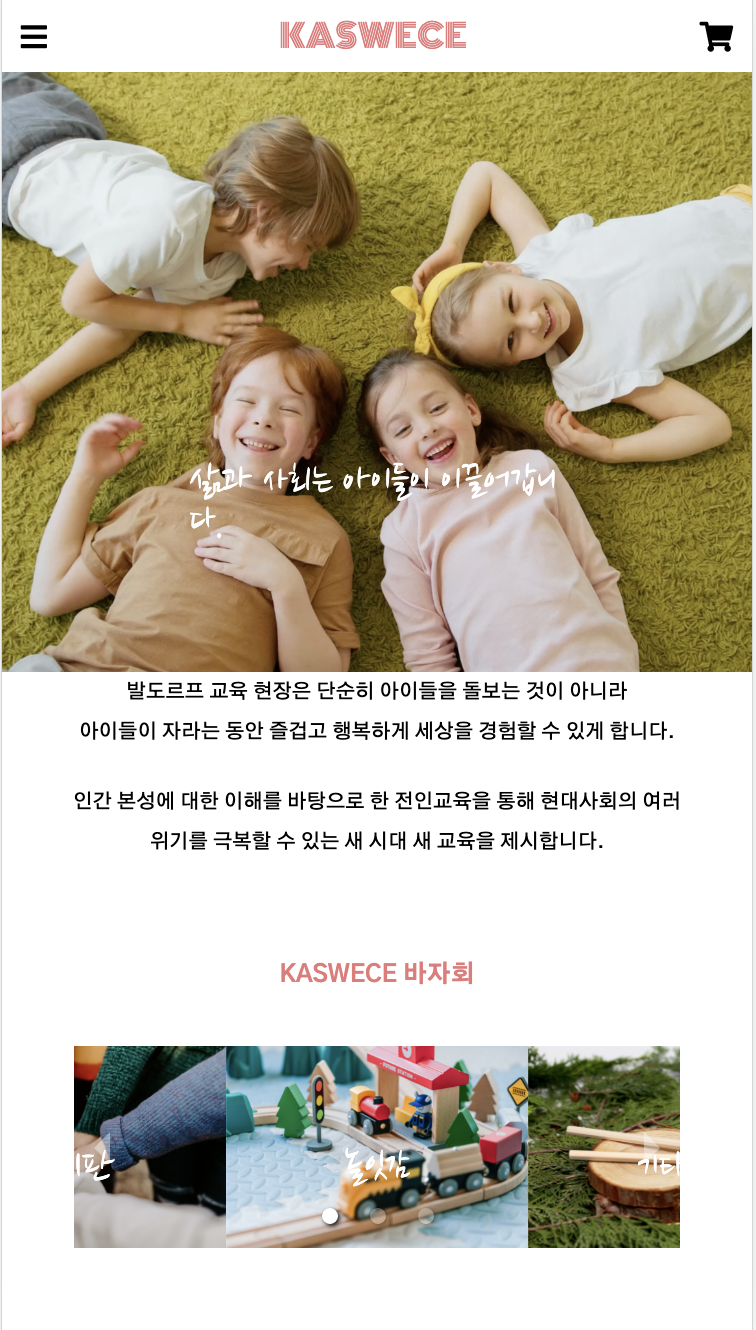 KASWECE
삶과 사회는 아이들이 이끌어갑니
다.
발도르프 교육 현장은 단순히 아이들을 돌보는 것이 아니라
아이들이 자라는 동안 즐겁고 행복하게 세상을 경험할 수 있게 합니다.
인간 본성에 대한 이해를 바탕으로 한 전인교육을 통해 현대사회의 여러
위기를 극복할 수 있는 새 시대 새 교육을 제시합니다.
KASWECE 바자회
판
놀잇감
기타